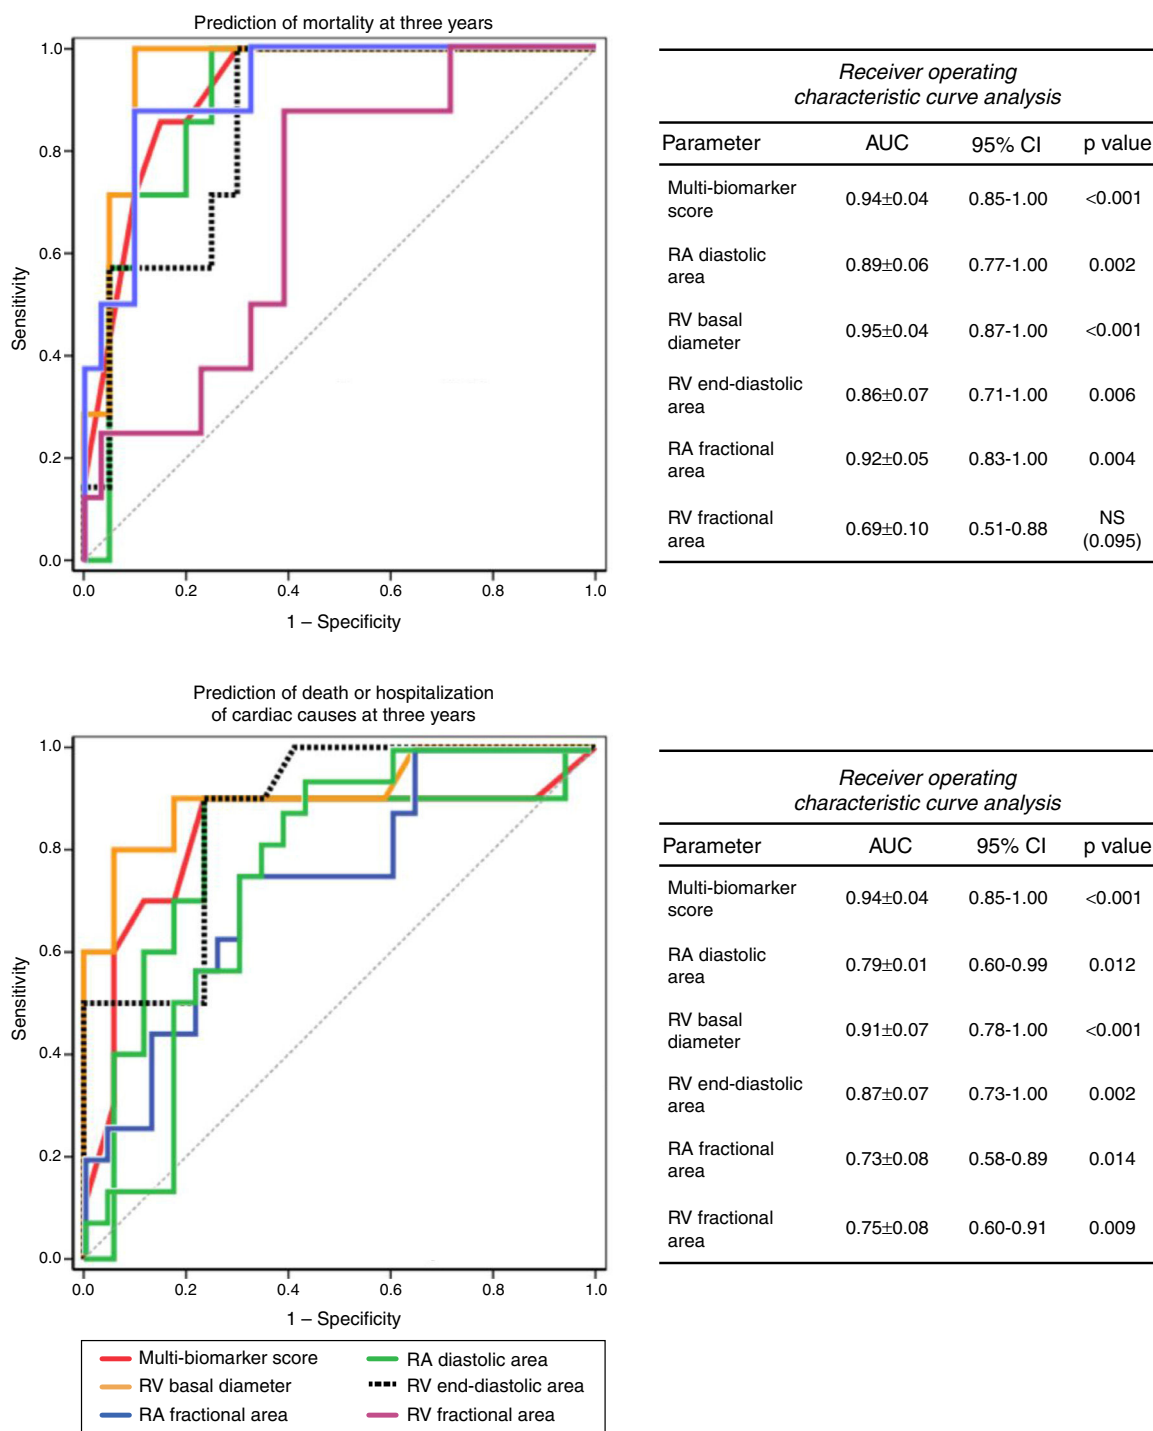 Prediction of mortality at three years
1.0
0.8
0.6
0.4
0.2
0.0
Sensitivity
0.0 0.2 0.4 0.6 0.8 1.0
1 – Specificity
Receiver operating
characteristic curve analysis
Parameter AUC 95% CI p value
Multi-biomarker
score 0.94±0.04 0.85-1.00 <0.001
RA diastolic
area 0.89±0.06 0.77-1.00 0.002
RV basal
diameter 0.95±0.04 0.87-1.00 <0.001
RV end-diastolic
area 0.86±0.07 0.71-1.00 0.006
RA fractional
area 0.92±0.05 0.83-1.00 0.004
RV fractional NS
area 0.69±0.10 0.51-0.88 (0.095)
Prediction of death or hospitalization
of cardiac causes at three years
1.0
0.8
0.6
0.4
0.2
0.0
Sensitivity
0.0 0.2 0.4 0.6 0.8 1.0
1 – Specificity
Receiver operating
characteristic curve analysis
Parameter AUC 95% CI p value
Multi-biomarker
score 0.94±0.04 0.85-1.00 <0.001
RA diastolic
area 0.79±0.01 0.60-0.99 0.012
RV basal
diameter 0.91±0.07 0.78-1.00 <0.001
RV end-diastolic
area 0.87±0.07 0.73-1.00 0.002
RA fractional
area 0.73±0.08 0.58-0.89 0.014
RV fractional
area 0.75±0.08 0.60-0.91 0.009
Multi-biomarker score RA diastolic area
RV basal diameter RV end-diastolic area
RA fractional area RV fractional area